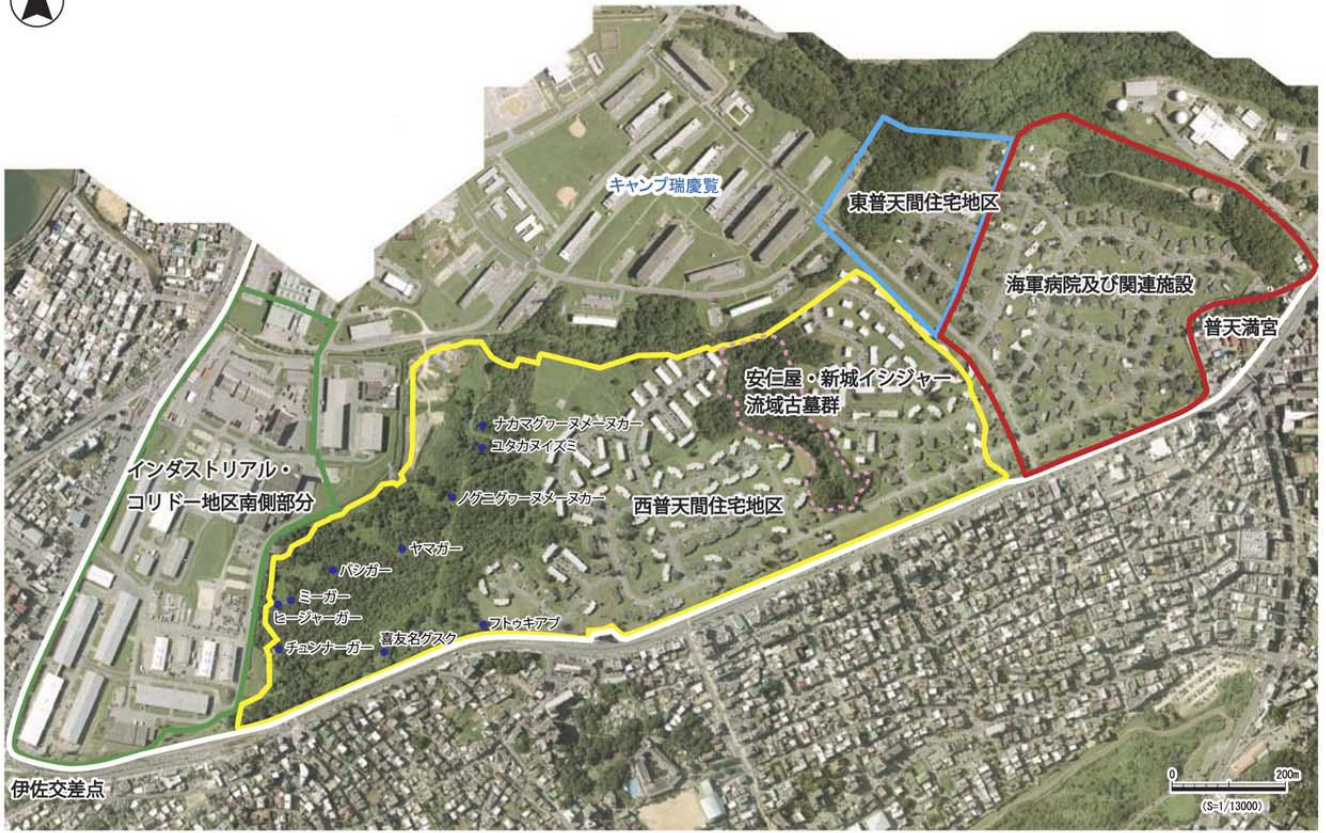 キャンプ瑞慶覧
東普天間住宅地区
海軍病院及び関連施設
普天満宮
安仁屋・新城イシジャー
流域古墓群
ナカマグヮーヌメーヌカー
ユタカヌイズミ
インダストリアル・
コリドー地区南側部分
ノグニグヮーヌメーヌカー
西普天間住宅地区
ヤマガー
バシガー
ミーガー
ヒージャーガー
フトゥキアブ
チュンナーガー
喜友名グスク
伊佐交差点
0 200m
(S=1/13000)